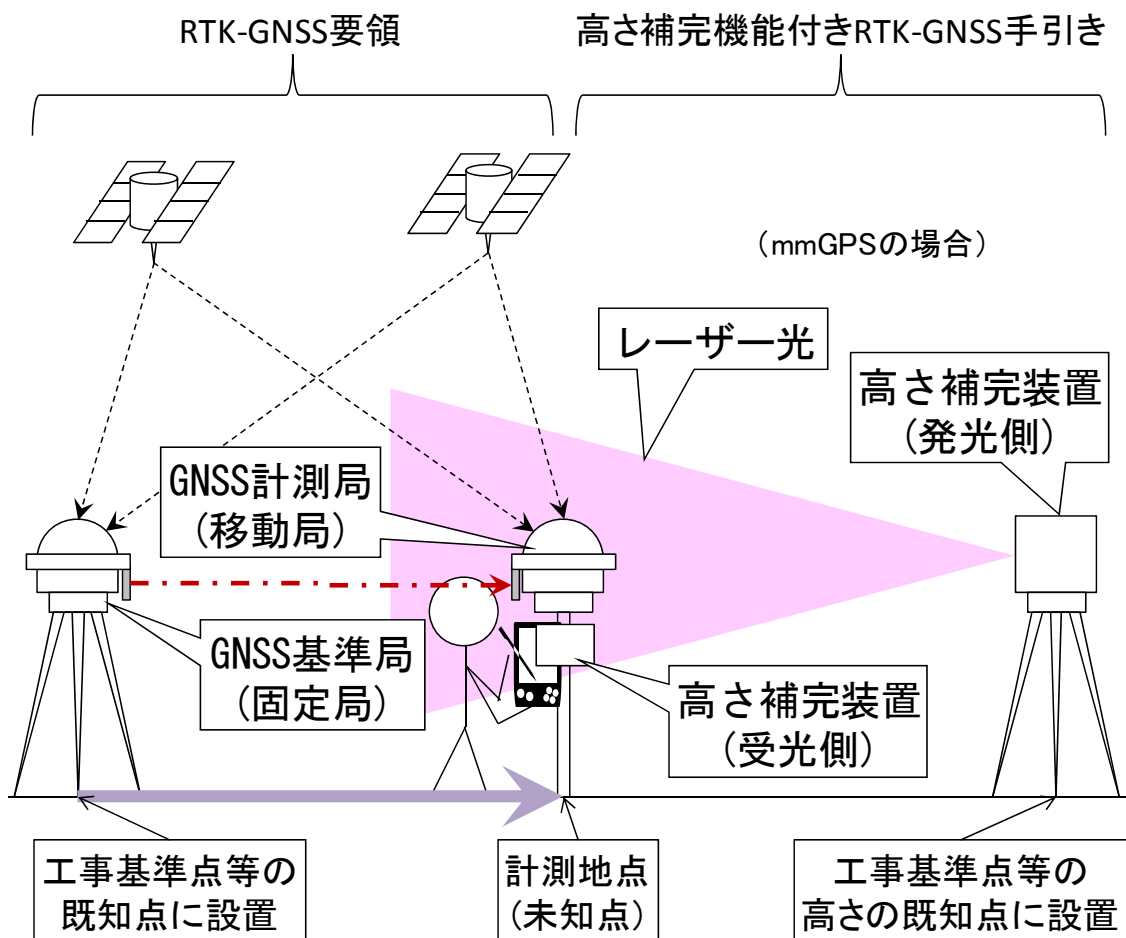 RTK-GNSS要領
高さ補完機能付きRTK-GNSS手引き
（mmGPSの場合）
レーザー光
高さ補完装置
（発光側）
GNSS計測局
（移動局）
GNSS基準局
（固定局）
高さ補完装置
（受光側）
工事基準点等の
既知点に設置
計測地点
（未知点）
工事基準点等の
高さの既知点に設置